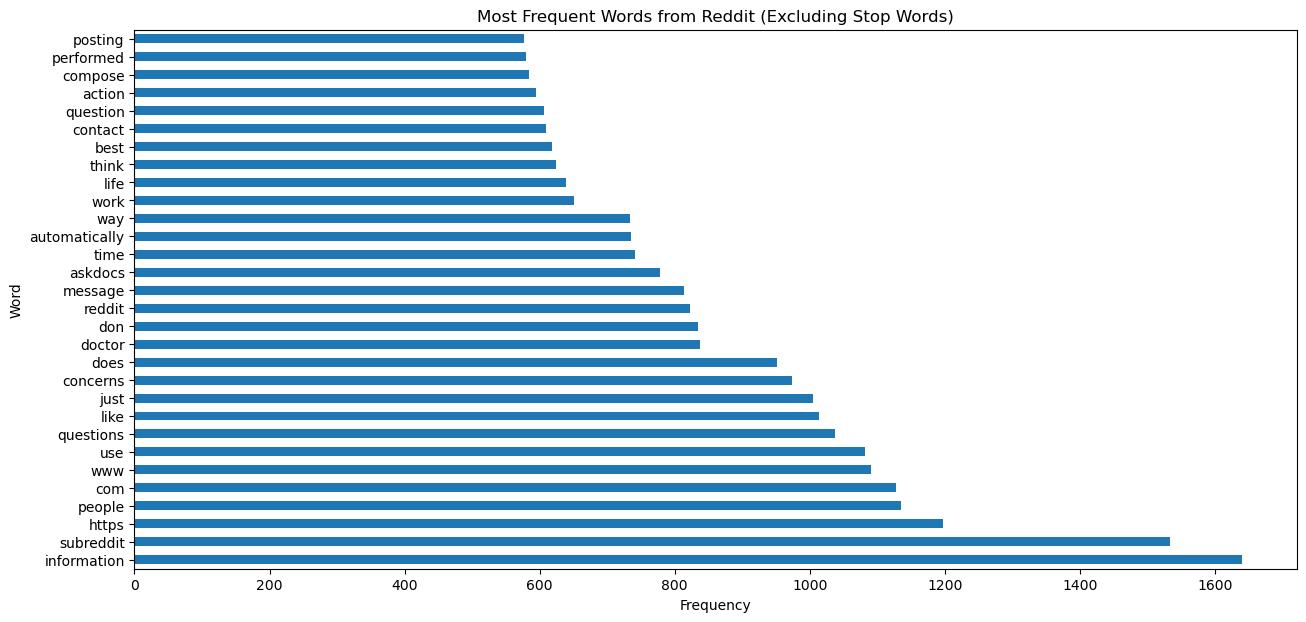 Most Frequent Words from Reddit (Excluding Stop Words)
posting
performed
compose
action
question
contact
best
think
life
work
way
automatically
time
askdocs
message
reddit
don
doctor
does
concerns
just
like
questions
use
www
com
people
https
subreddit
information
Word
0 200 400 600 800 1000 1200 1400 1600
Frequency